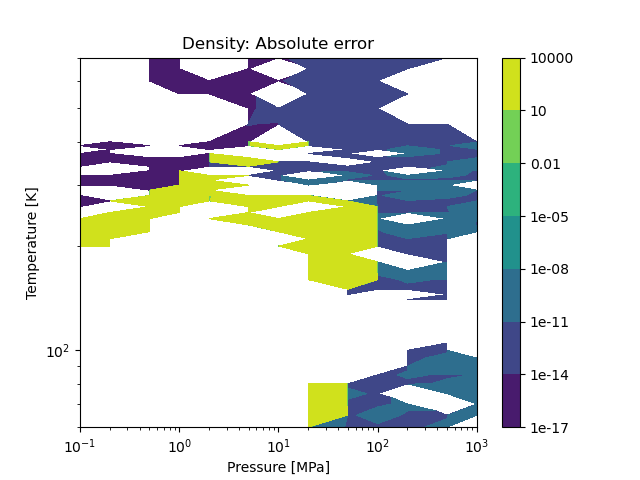 Density: Absolute error
Temperature [K]
10²
10⁻¹
10⁰
10¹
10²
10³
Pressure [MPa]
10000
10
0.01
1e-05
1e-08
1e-11
1e-14
1e-17